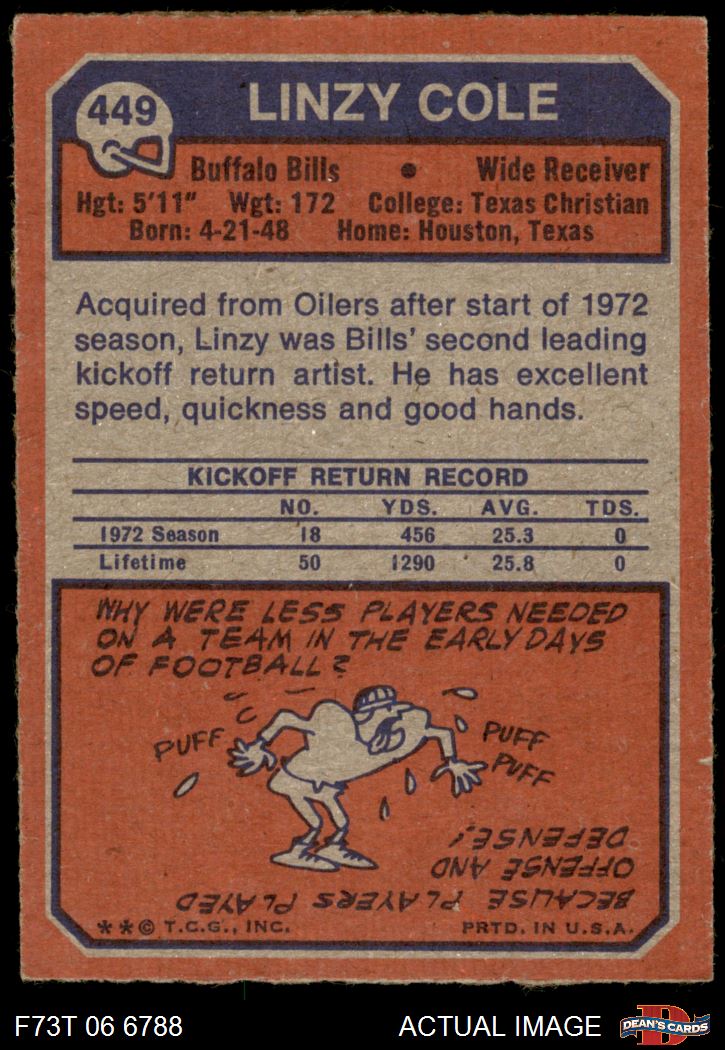 449
LINZY COLE
Buffalo Bills • Wide Receiver
Hgt: 5'11" Wgt: 172 College: Texas Christian
Born: 4-21-48 Home: Houston, Texas
Acquired from Oilers after start of 1972
season, Linzy was Bills' second leading
kickoff return artist. He has excellent
speed, quickness and good hands.
KICKOFF RETURN RECORD
NO. YDS. AVG. TDS.
1972 Season 18 456 25.3 0
Lifetime 50 1290 25.8 0
WHY WERE LESS PLAYERS NEEDED
ON A TEAM IN THE EARLY DAYS
OF FOOTBALL?
PUFF
PUFF
PUFF
BECAUSE PLAYERS PLAYED
OFFENSE AND
DEFENSE!
**© T.C.G., INC. PRTD. IN U.S.A.
F73T 06 6788 ACTUAL IMAGE
D
DEAN'S CARDS